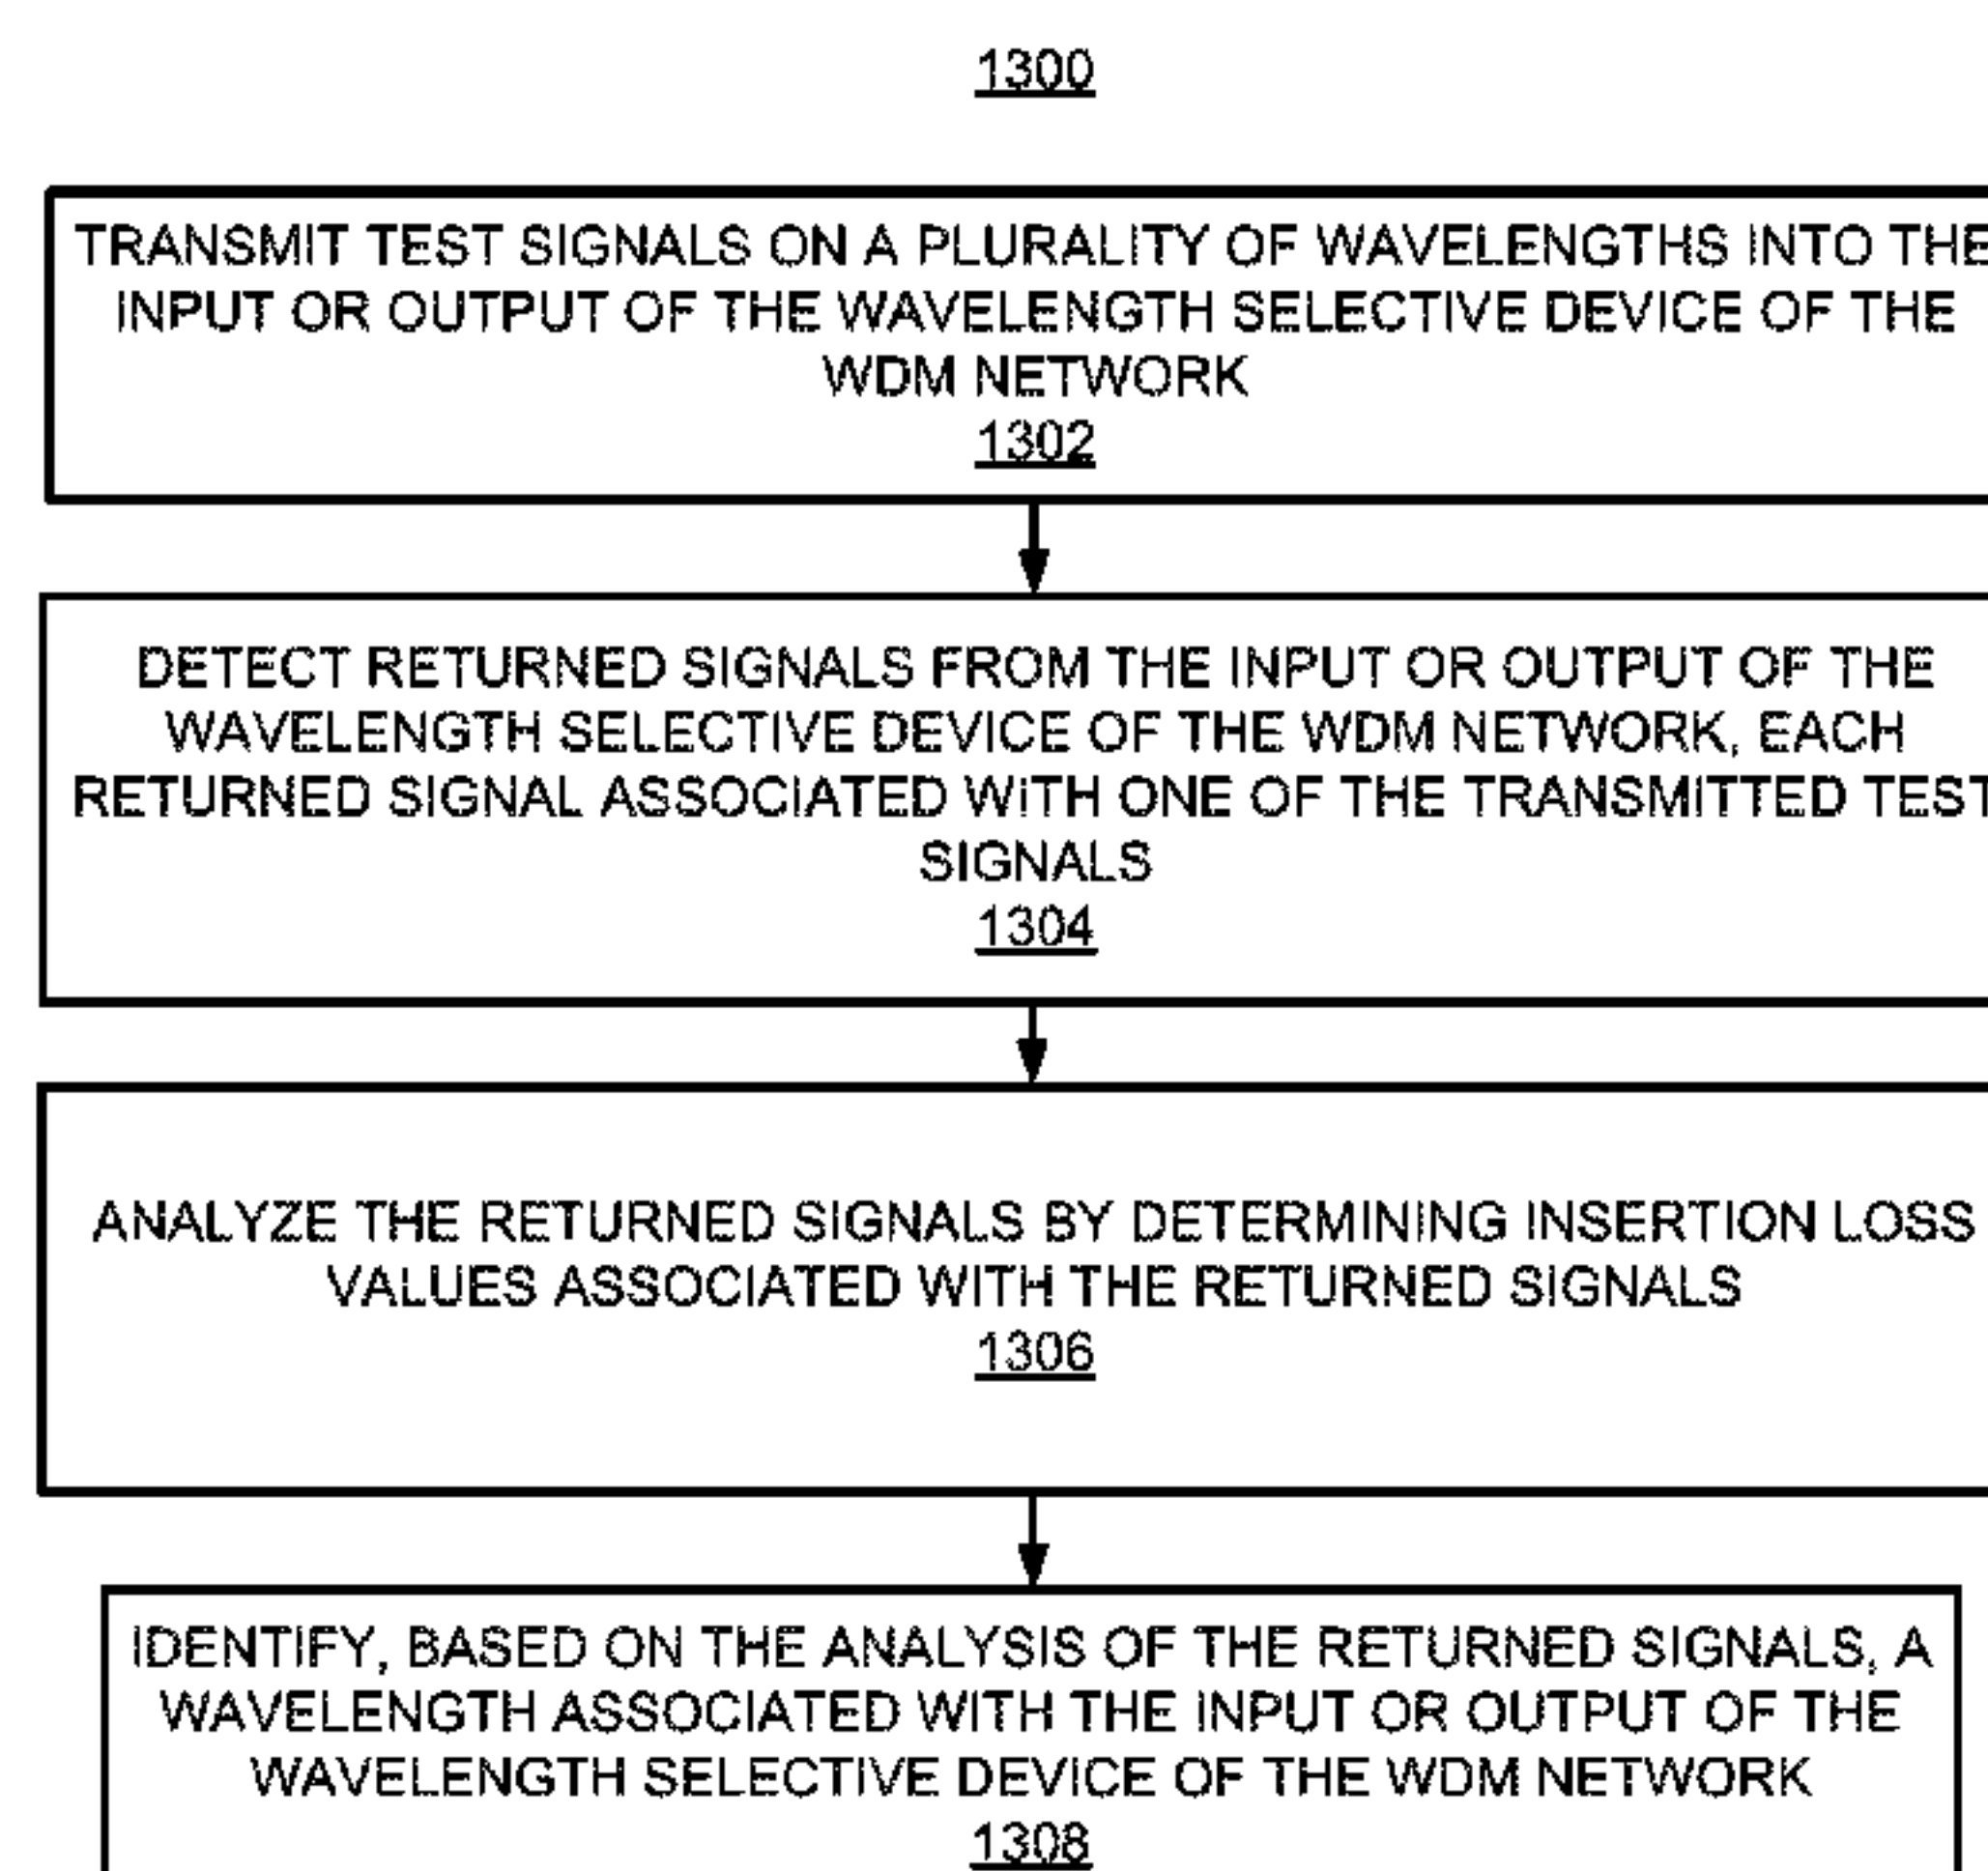 1300
TRANSMIT TEST SIGNALS ON A PLURALITY OF WAVELENGTHS INTO THE
INPUT OR OUTPUT OF THE WAVELENGTH SELECTIVE DEVICE OF THE
WDM NETWORK
1302
DETECT RETURNED SIGNALS FROM THE INPUT OR OUTPUT OF THE
WAVELENGTH SELECTIVE DEVICE OF THE WDM NETWORK, EACH
RETURNED SIGNAL ASSOCIATED WITH ONE OF THE TRANSMITTED TEST
SIGNALS
1304
ANALYZE THE RETURNED SIGNALS BY DETERMINING INSERTION LOSS
VALUES ASSOCIATED WITH THE RETURNED SIGNALS
1306
IDENTIFY, BASED ON THE ANALYSIS OF THE RETURNED SIGNALS, A
WAVELENGTH ASSOCIATED WITH THE INPUT OR OUTPUT OF THE
WAVELENGTH SELECTIVE DEVICE OF THE WDM NETWORK
1308